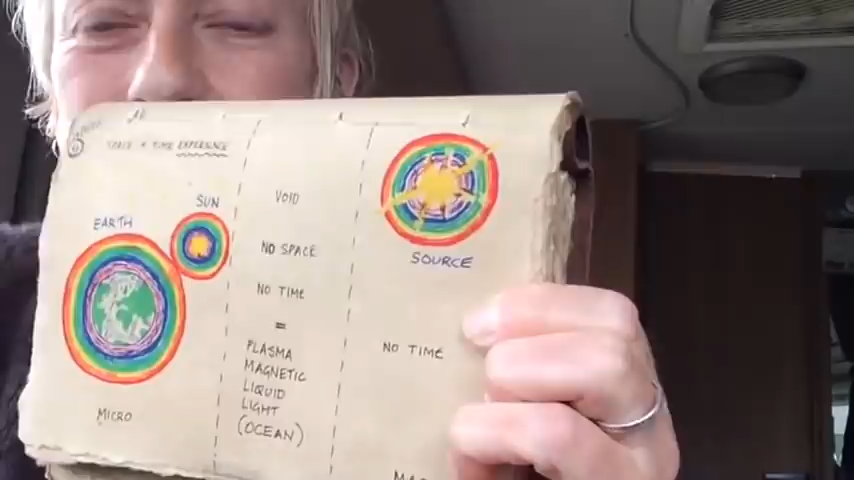 SPACE + TIME EXPERIENCE
EARTH
SUN
MICRO
VOID
NO SPACE
NO TIME
=
PLASMA
MAGNETIC
LIQUID
LIGHT
(OCEAN)
SOURCE
NO TIME